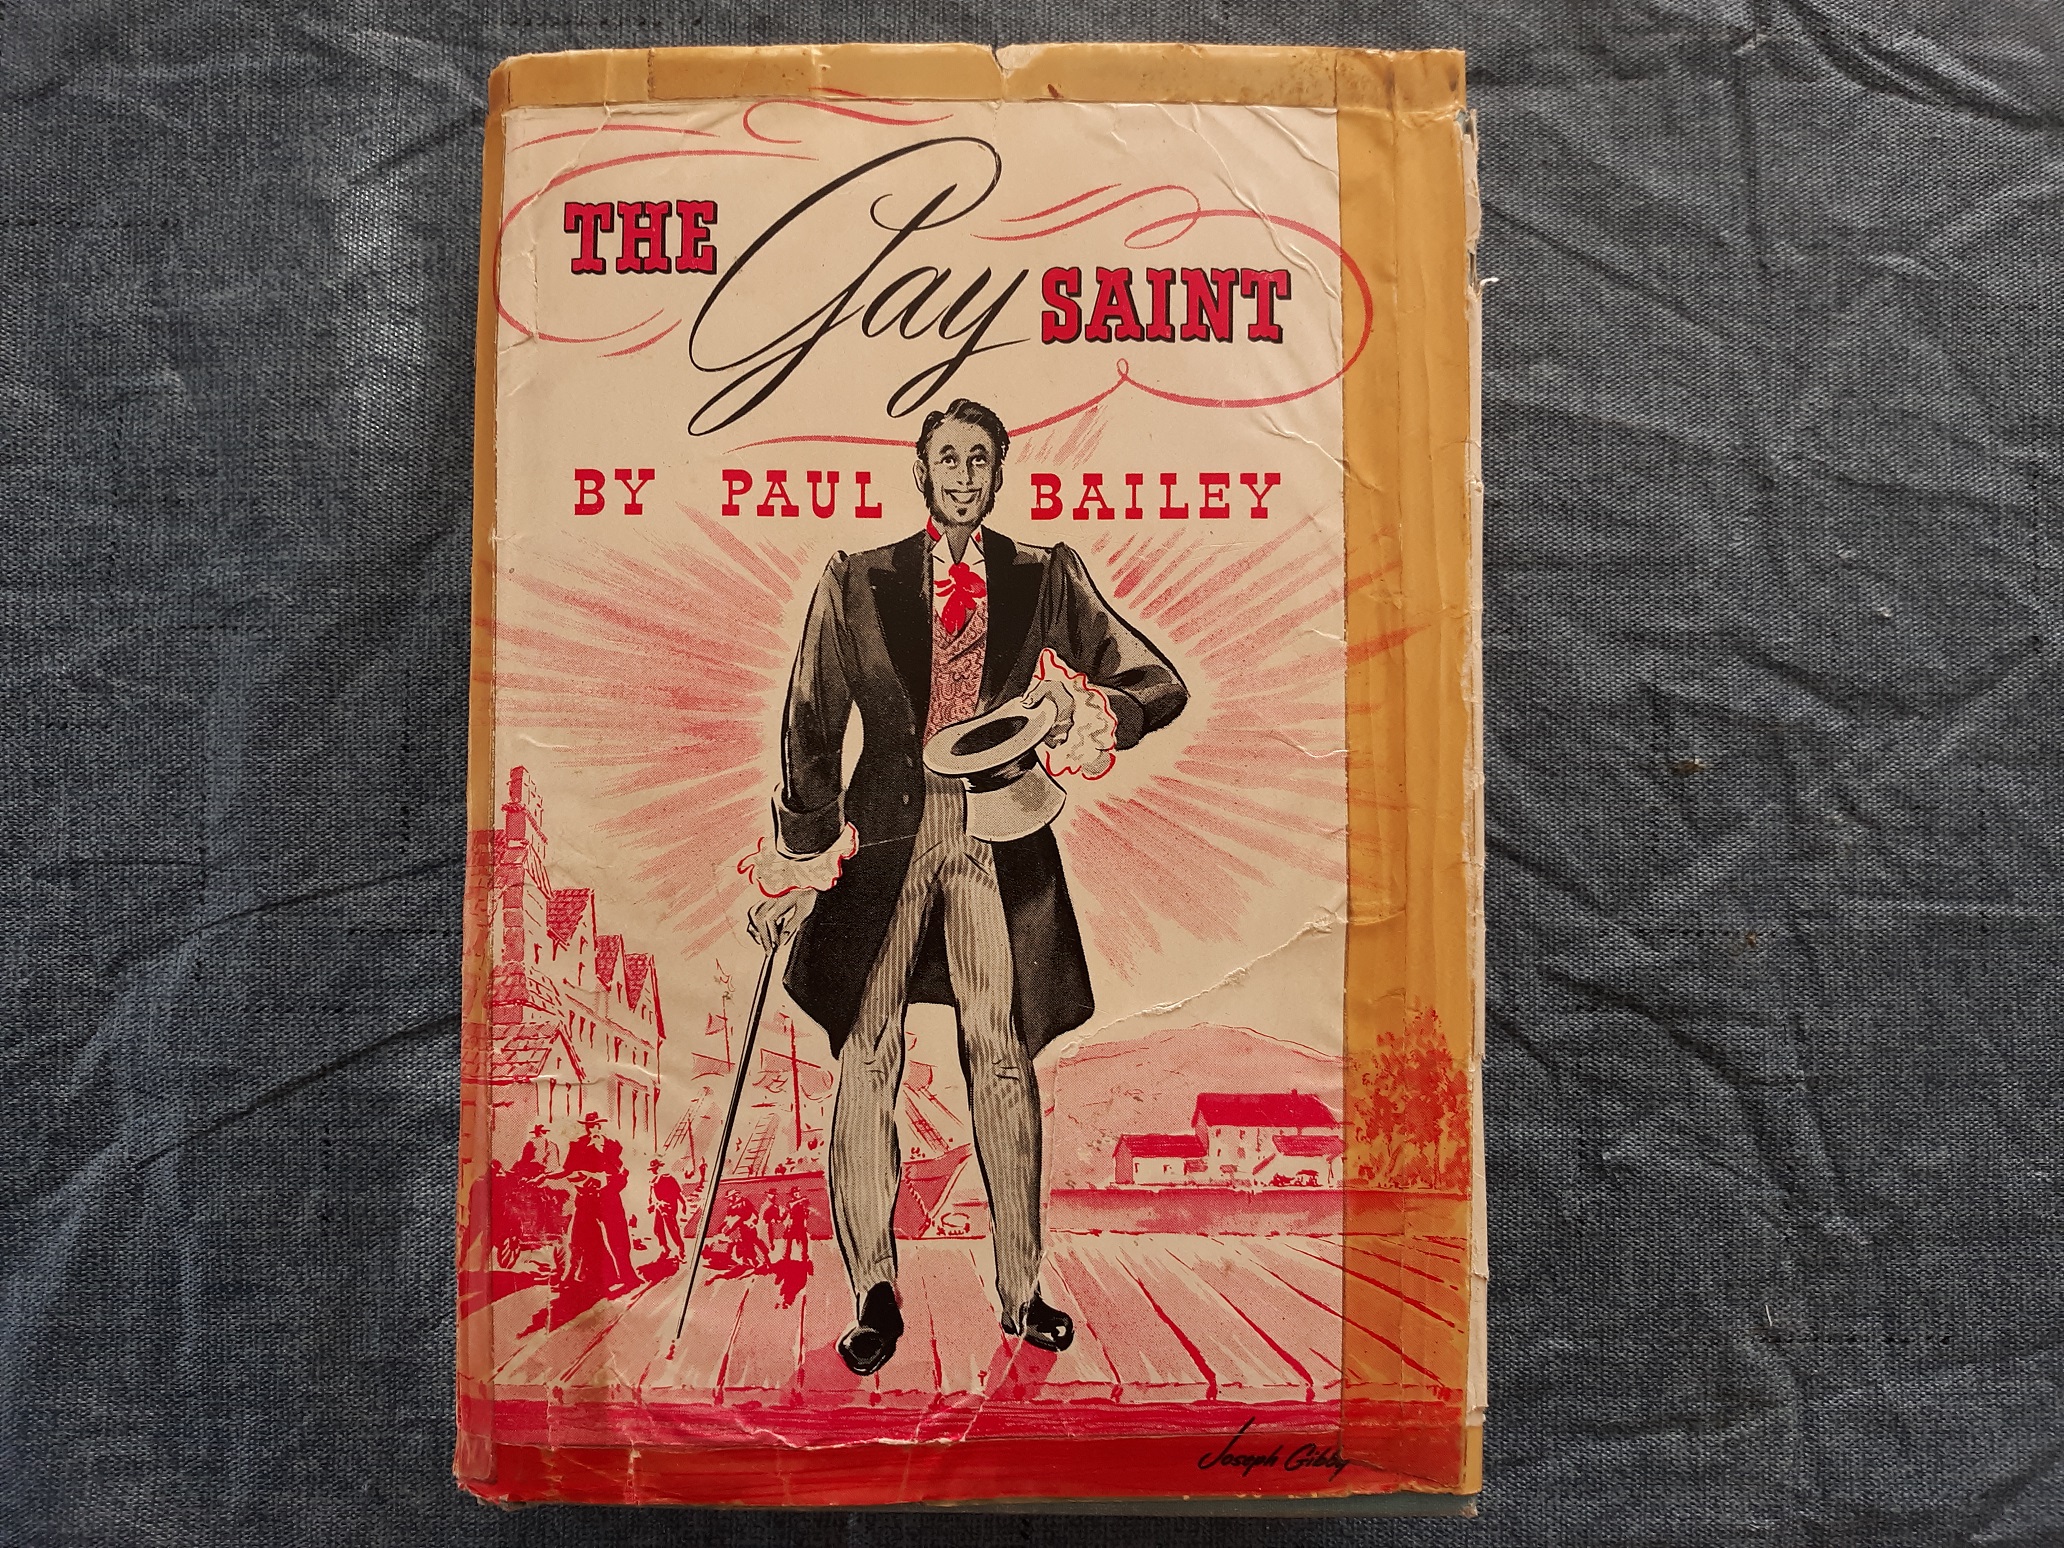 THE Gay SAINT
BY PAUL BAILEY
Joseph Gibby